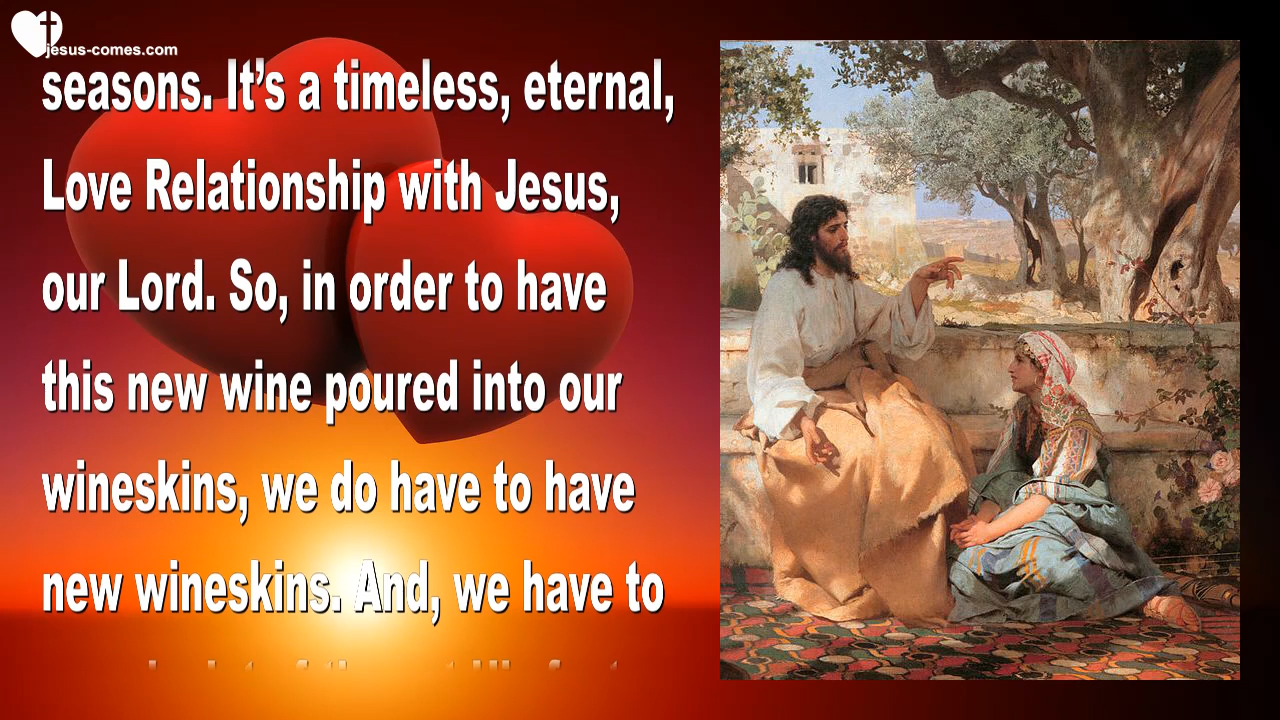 jesus-comes.com
seasons. It's a timeless, eternal,
Love Relationship with Jesus,
our Lord. So, in order to have
this new wine poured into our
wineskins, we do have to have
new wineskins. And, we have to